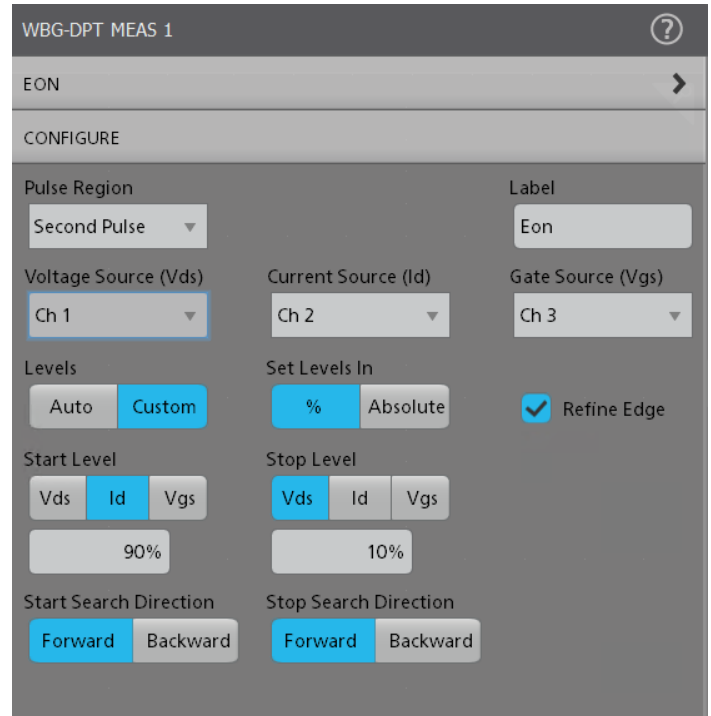 WBG-DPT MEAS 1 ?
EON
CONFIGURE
Pulse Region Label
Second Pulse Eon
Voltage Source (Vds) Current Source (Id) Gate Source (Vgs)
Ch 1 Ch 2 Ch 3
Levels Set Levels In
Auto Custom % Absolute Refine Edge
Start Level Stop Level
Vds Id Vgs Vds Id Vgs
90% 10%
Start Search Direction Stop Search Direction
Forward Backward Forward Backward